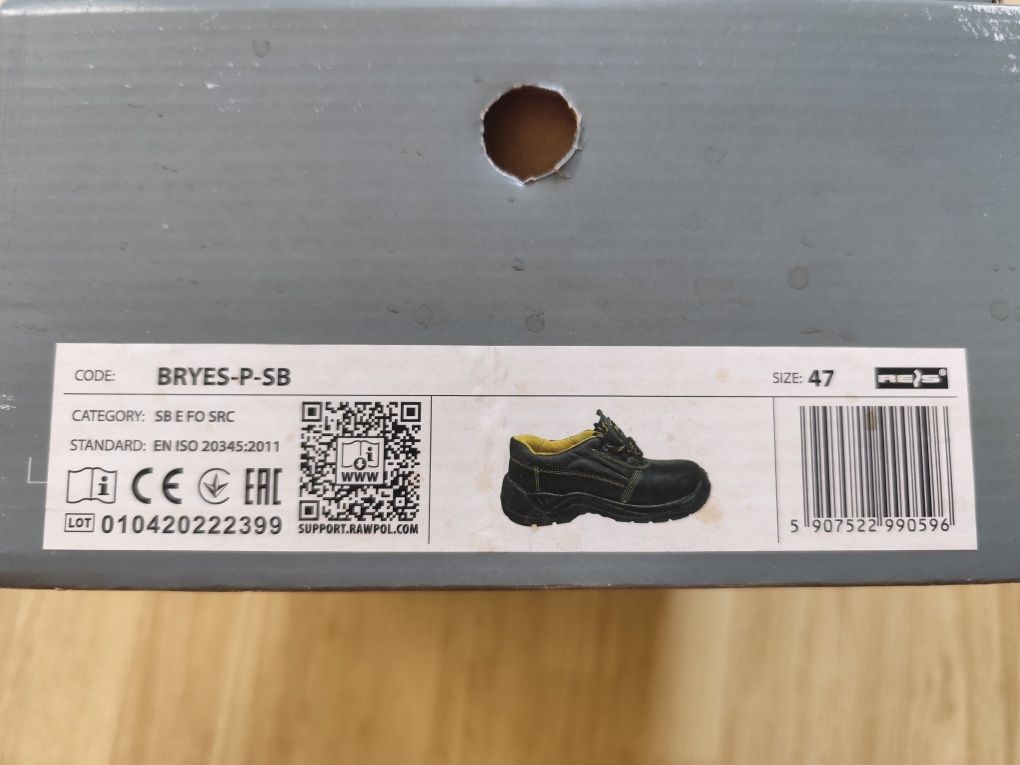 CODE: BRYES-P-SB
SIZE: 47 REIS®
CATEGORY: SB E FO SRC
STANDARD: EN ISO 20345:2011
i CE EAC
LOT 010420222399
i
WWW
SUPPORT.RAWPOL.COM
5 907522 990596